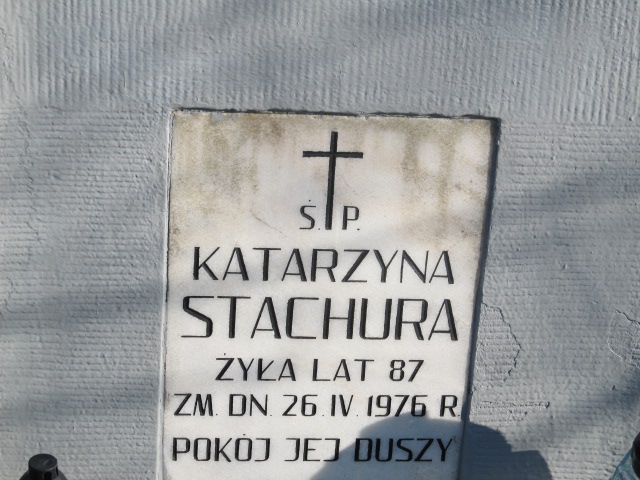 Ś. P.
KATARZYNA
STACHURA
ŻYŁA LAT 87
ZM. DN. 26.IV.1976 R.
POKÓJ JEJ DUSZY